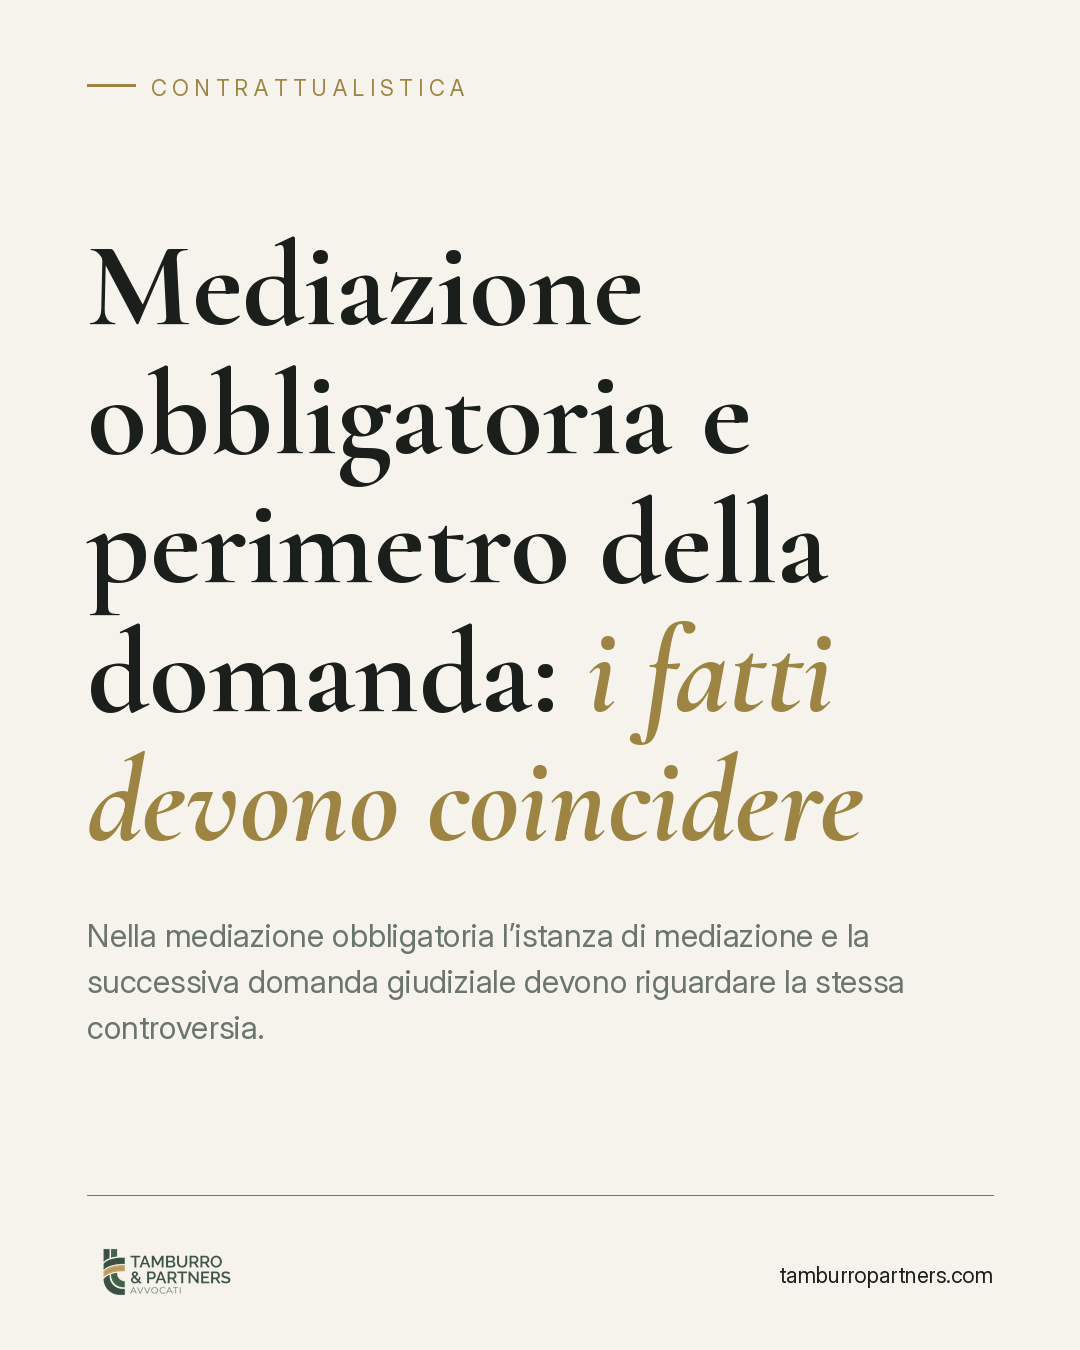 CONTRATTUALISTICA
Mediazione
obbligatoria e
perimetro della
domanda: i fatti
devono coincidere
Nella mediazione obbligatoria l'istanza di mediazione e la
successiva domanda giudiziale devono riguardare la stessa
controversia.
TAMBURRO
& PARTNERS
AVVOCATI
tamburropartners.com